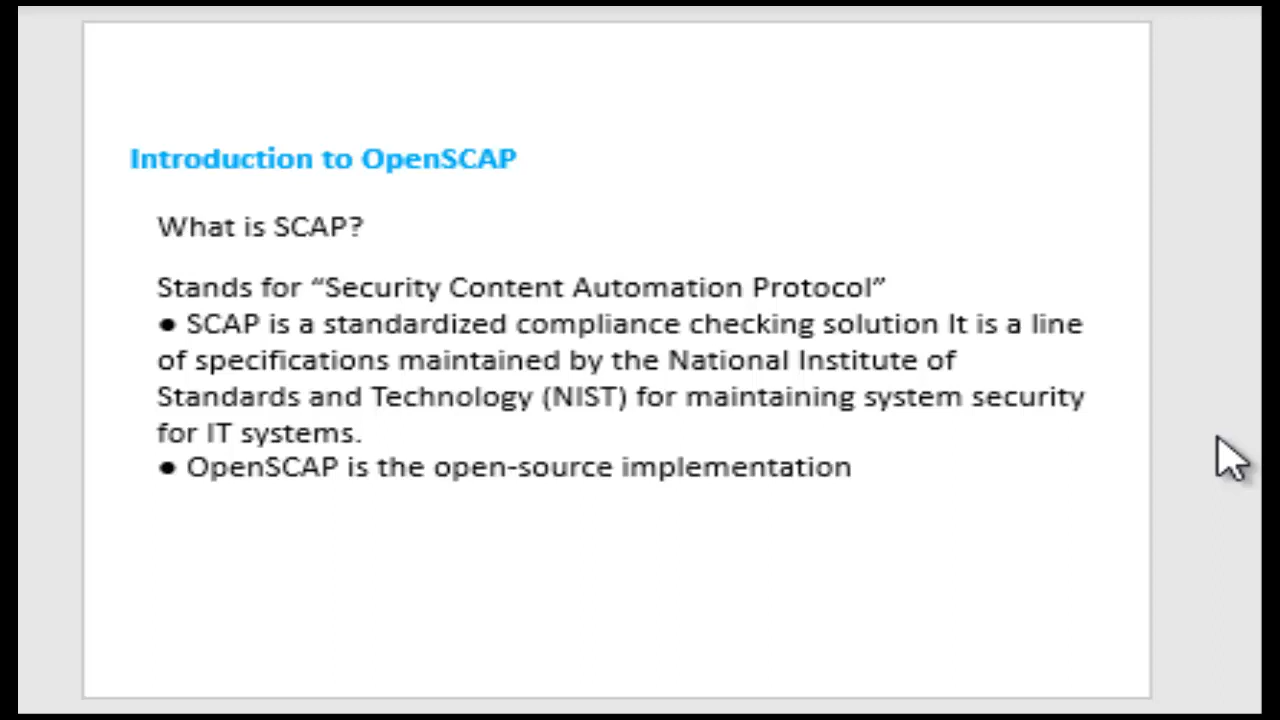 Introduction to OpenSCAP
What is SCAP?
Stands for “Security Content Automation Protocol”
● SCAP is a standardized compliance checking solution It is a line
of specifications maintained by the National Institute of
Standards and Technology (NIST) for maintaining system security
for IT systems.
● OpenSCAP is the open-source implementation